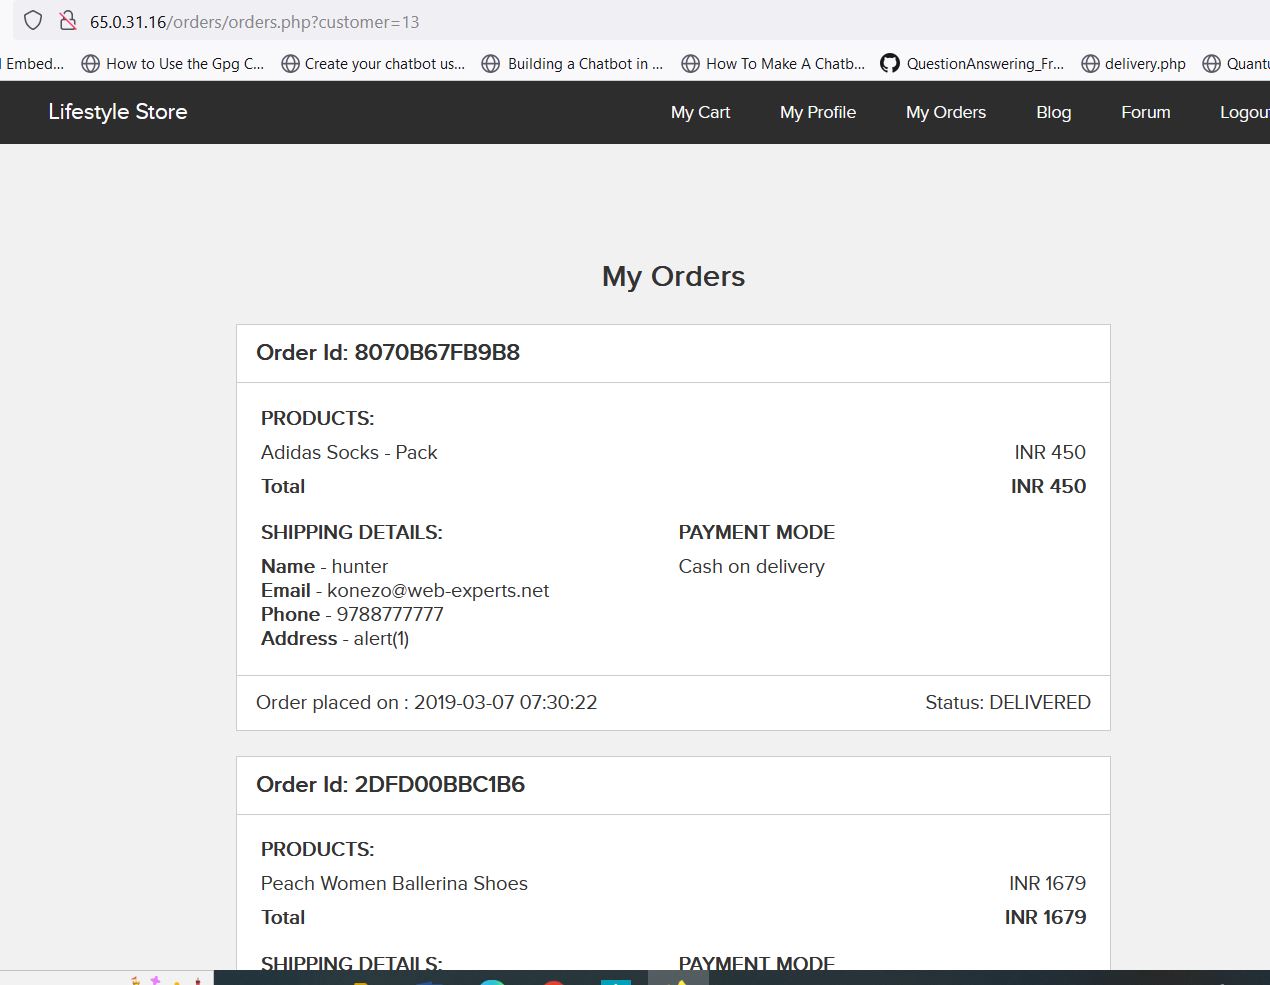 65.0.31.16/orders/orders.php?customer=13
Embed... How to Use the Gpg C... Create your chatbot us... Building a Chatbot in ... How To Make A Chatb... QuestionAnswering_Fr... delivery.php Quantu
Lifestyle Store My Cart My Profile My Orders Blog Forum Logout
My Orders
Order Id: 8070B67FB9B8
PRODUCTS:
Adidas Socks - Pack INR 450
Total INR 450
SHIPPING DETAILS: PAYMENT MODE
Name - hunter Cash on delivery
Email - konezo@web-experts.net
Phone - 9788777777
Address - alert(1)
Order placed on : 2019-03-07 07:30:22 Status: DELIVERED
Order Id: 2DFD00BBC1B6
PRODUCTS:
Peach Women Ballerina Shoes INR 1679
Total INR 1679
SHIPPING DETAILS: PAYMENT MODE